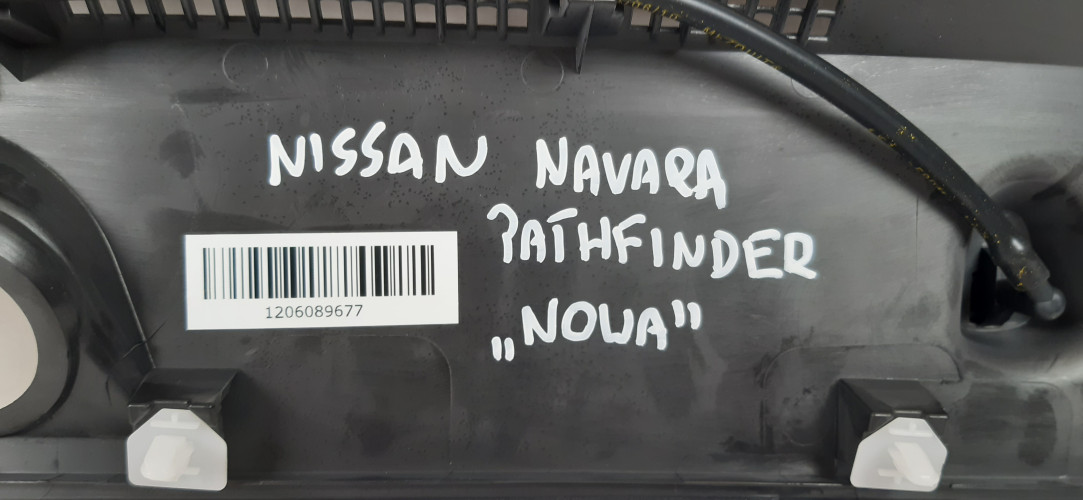 NISSAN NAVARA
PATHFINDER
„NOWA”
1206089677